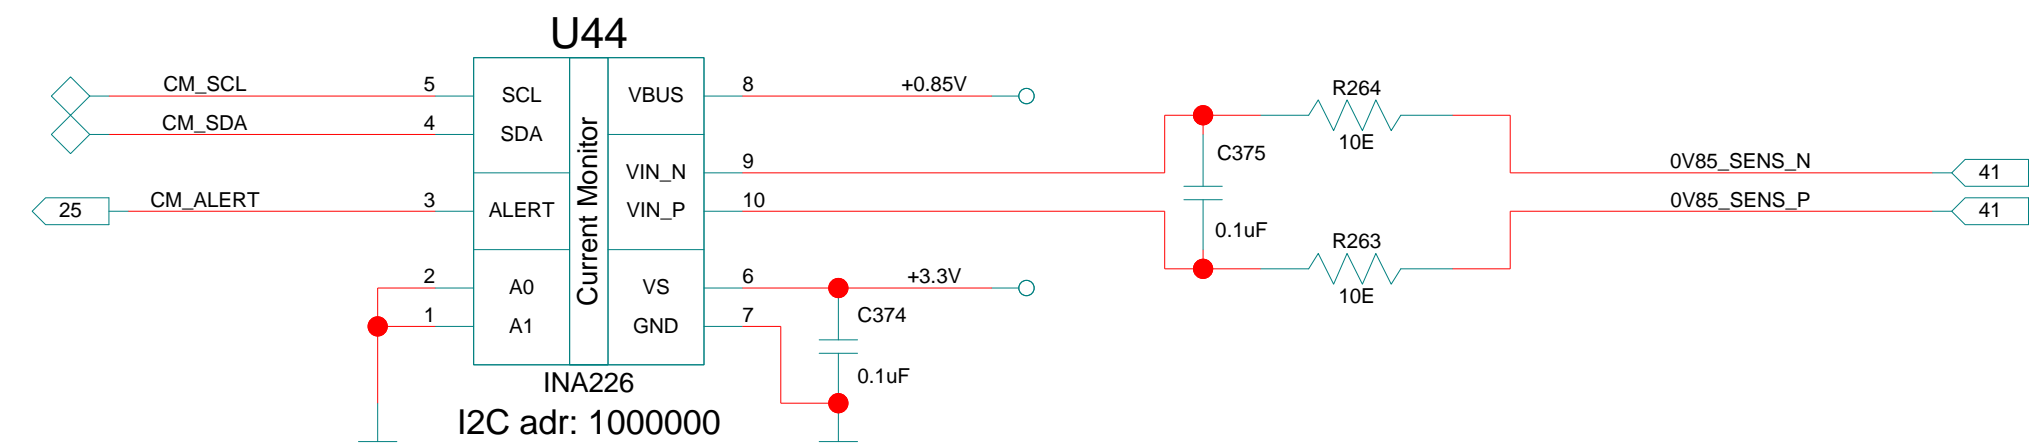 U44
CM_SCL 5 SCL VBUS 8 +0.85V
CM_SDA 4 SDA
CM_ALERT 3 ALERT
25
VIN_N 9
VIN_P 10
2 A0 VS 6 +3.3V
1 A1 GND 7
Current Monitor
INA226
I2C adr: 1000000
C374
0.1uF
C375
0.1uF
R264
10E
R263
10E
0V85_SENS_N 41
0V85_SENS_P 41